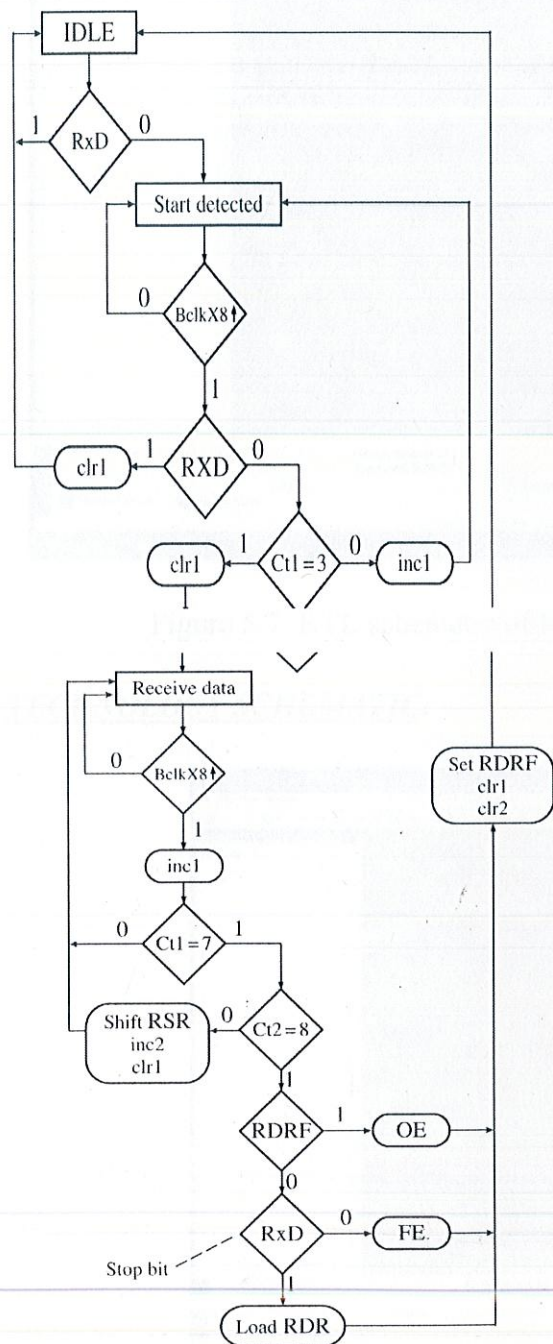 IDLE
1
RxD
0
Start detected
0
BclkX8↑
1
clr1
1
RXD
0
clr1
1
Ct1 = 3
0
inc1
Receive data
0
BclkX8↑
1
inc1
0
Ct1 = 7
1
Set RDRF
clr1
clr2
Shift RSR
inc2
clr1
0
Ct2 = 8
1
RDRF
1
OE
0
RxD
0
FE.
Stop bit
1
Load RDR